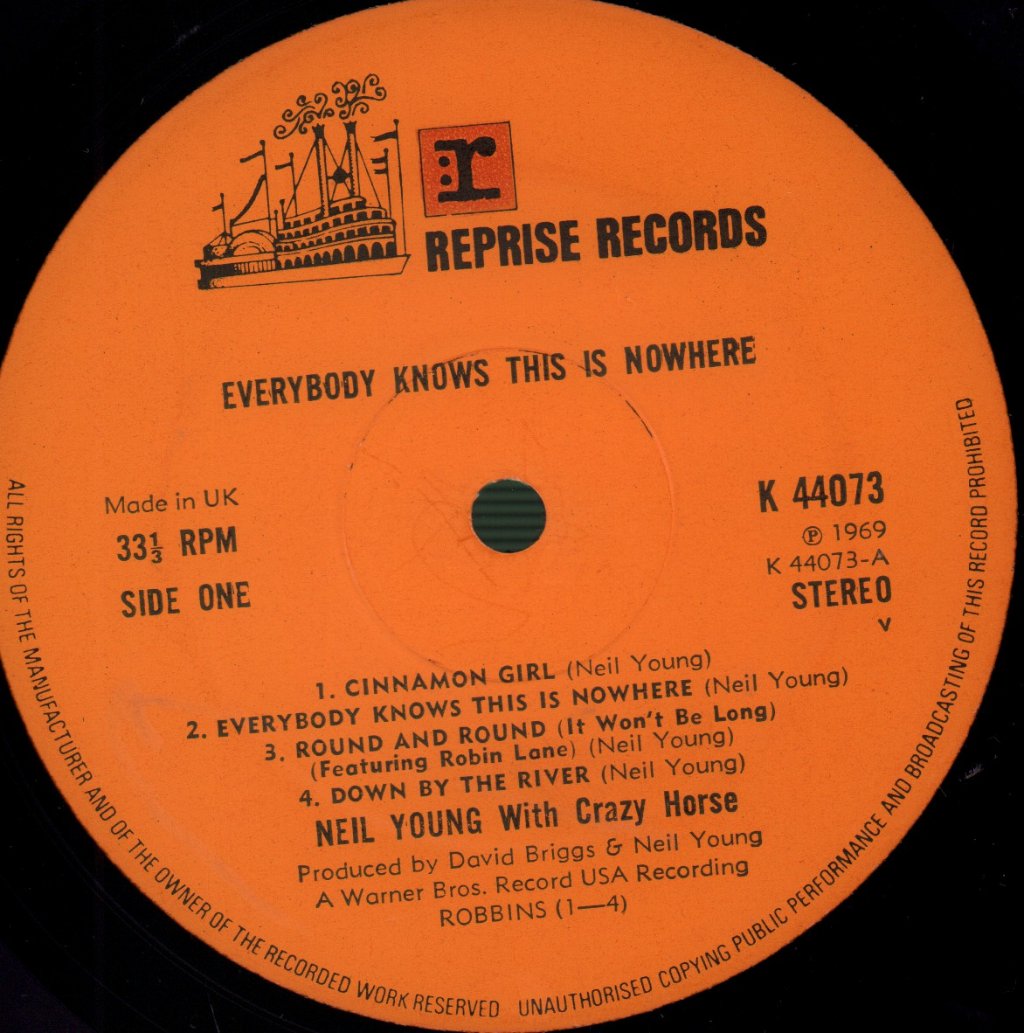 r
REPRISE RECORDS
EVERYBODY KNOWS THIS IS NOWHERE
Made in UK
33⅓ RPM
SIDE ONE
K 44073
℗ 1969
K 44073-A
STEREO
V
1. CINNAMON GIRL (Neil Young)
2. EVERYBODY KNOWS THIS IS NOWHERE (Neil Young)
3. ROUND AND ROUND (It Won't Be Long)
(Featuring Robin Lane) (Neil Young)
4. DOWN BY THE RIVER (Neil Young)
NEIL YOUNG With Crazy Horse
Produced by David Briggs & Neil Young
A Warner Bros. Record USA Recording
ROBBINS (1—4)
ALL RIGHTS OF THE MANUFACTURER AND OF THE OWNER OF THE RECORDED WORK RESERVED UNAUTHORISED COPYING PUBLIC PERFORMANCE AND BROADCASTING OF THIS RECORD PROHIBITED